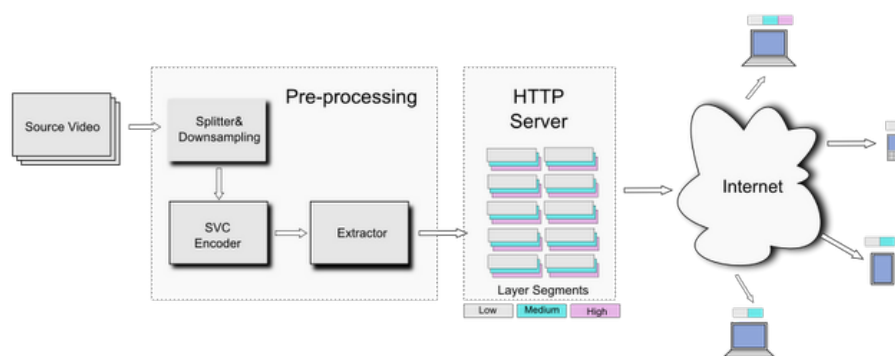 Source Video
Pre-processing
Splitter&
Downsampling
SVC
Encoder
Extractor
HTTP
Server
Layer Segments
Low
Medium
High
Internet